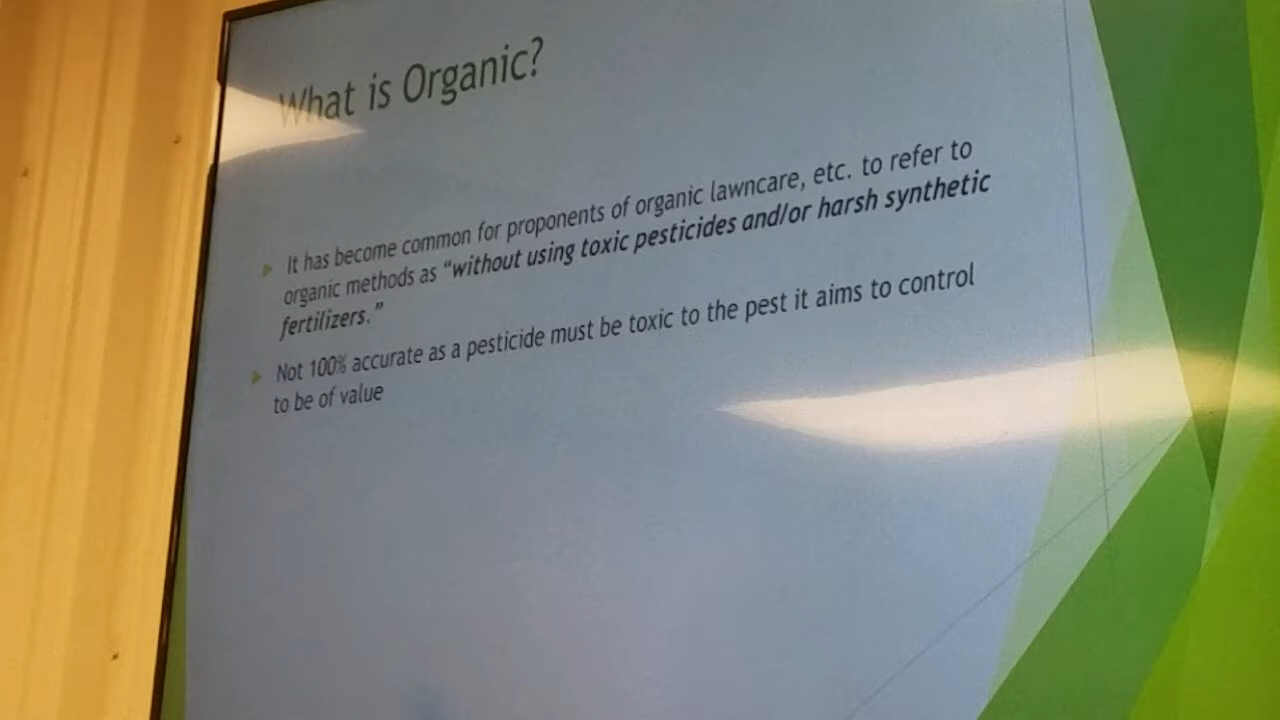 What is Organic?
It has become common for proponents of organic lawncare, etc. to refer to
organic methods as “without using toxic pesticides and/or harsh synthetic
fertilizers.”
Not 100% accurate as a pesticide must be toxic to the pest it aims to control
to be of value